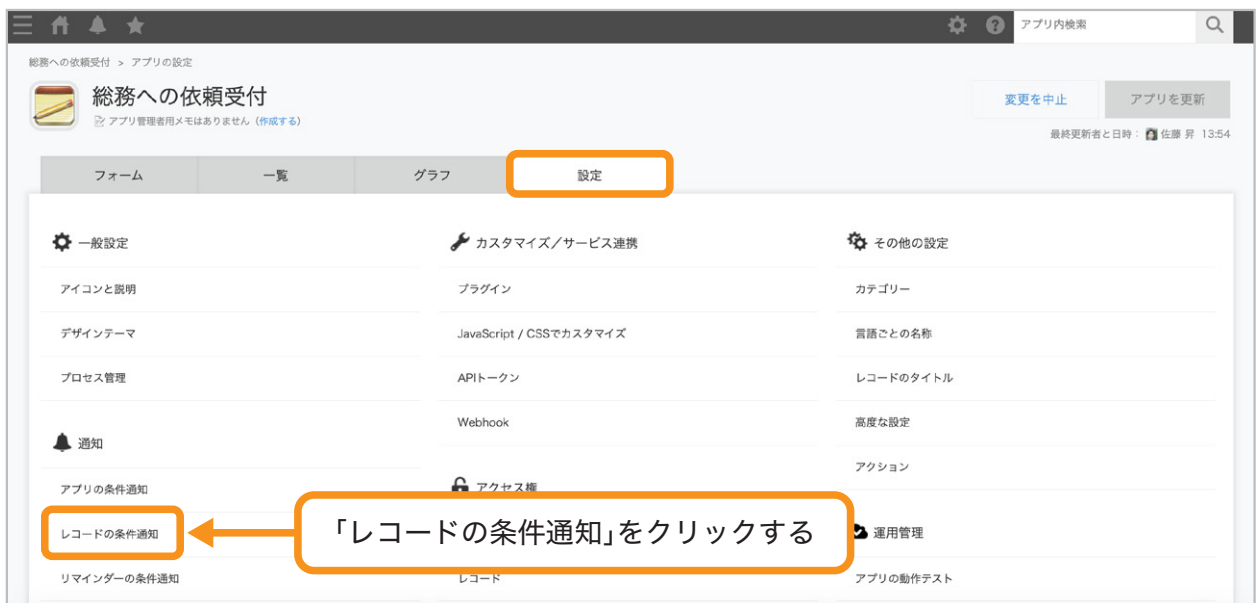 アプリ内検索
総務への依頼受付 > アプリの設定
総務への依頼受付
アプリ管理者用メモはありません（作成する）
変更を中止
アプリを更新
最終更新者と日時： 佐藤 昇 13:54
フォーム
一覧
グラフ
設定
一般設定
アイコンと説明
デザインテーマ
プロセス管理
通知
アプリの条件通知
レコードの条件通知
リマインダーの条件通知
カスタマイズ／サービス連携
プラグイン
JavaScript / CSSでカスタマイズ
APIトークン
Webhook
アクセス権
レコード
「レコードの条件通知」をクリックする
その他の設定
カテゴリー
言語ごとの名称
レコードのタイトル
高度な設定
アクション
運用管理
アプリの動作テスト